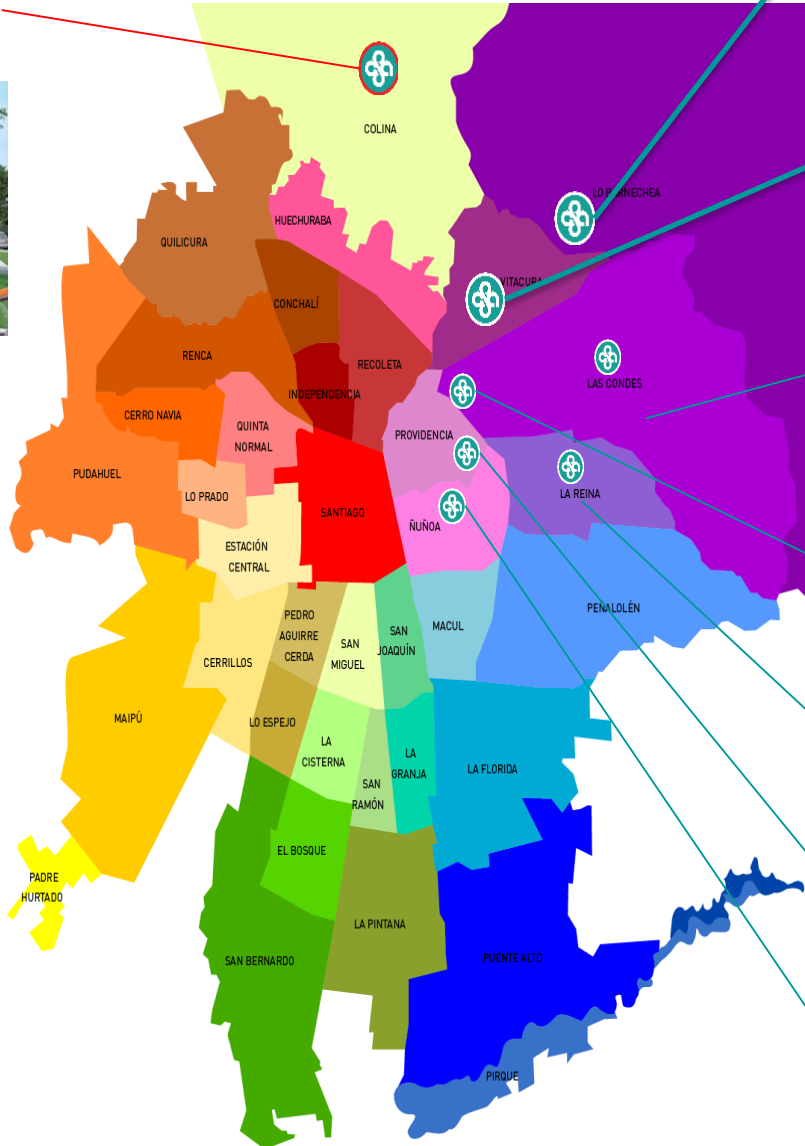 COLINA
LO BARNECHEA
HUECHURABA
QUILICURA
VITACURA
CONCHALÍ
RENCA
RECOLETA
LAS CONDES
INDEPENDENCIA
CERRO NAVIA
QUINTA
NORMAL
PROVIDENCIA
PUDAHUEL
LO PRADO
LA REINA
SANTIAGO
ÑUÑOA
ESTACIÓN
CENTRAL
PEÑALOLÉN
PEDRO
AGUIRRE
CERDA
SAN
MIGUEL
SAN
JOAQUÍN
MACUL
CERRILLOS
MAIPÚ
LO ESPEJO
LA
CISTERNA
LA
GRANJA
SAN
RAMÓN
LA FLORIDA
EL BOSQUE
PADRE
HURTADO
LA PINTANA
SAN BERNARDO
PUENTE ALTO
PIRQUE